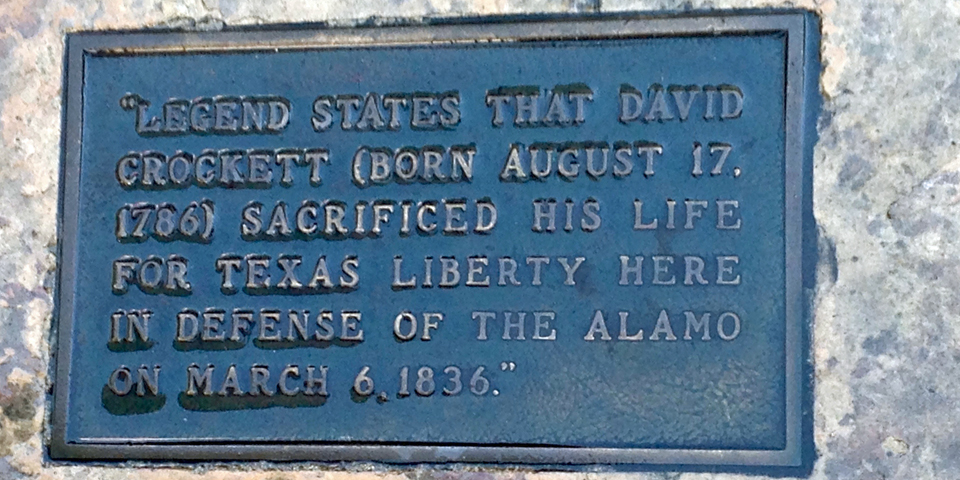 "LEGEND STATES THAT DAVID
CROCKETT (BORN AUGUST 17,
1786) SACRIFICED HIS LIFE
FOR TEXAS LIBERTY HERE
IN DEFENSE OF THE ALAMO
ON MARCH 6, 1836."